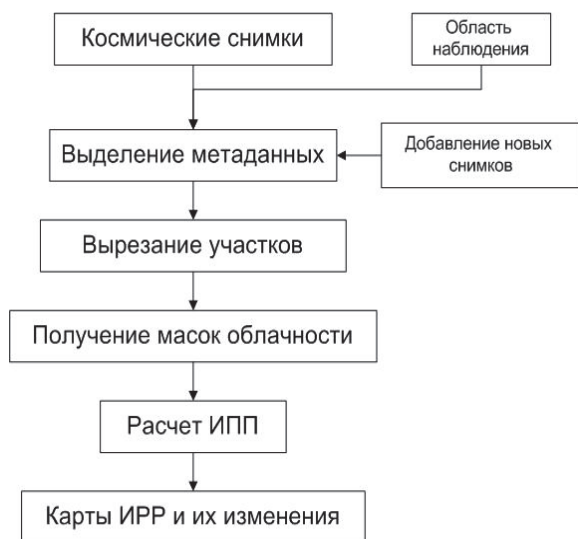 Космические снимки
Область
наблюдения
Выделение метаданных
Добавление новых
снимков
Вырезание участков
Получение масок облачности
Расчет ИПП
Карты ИРР и их изменения